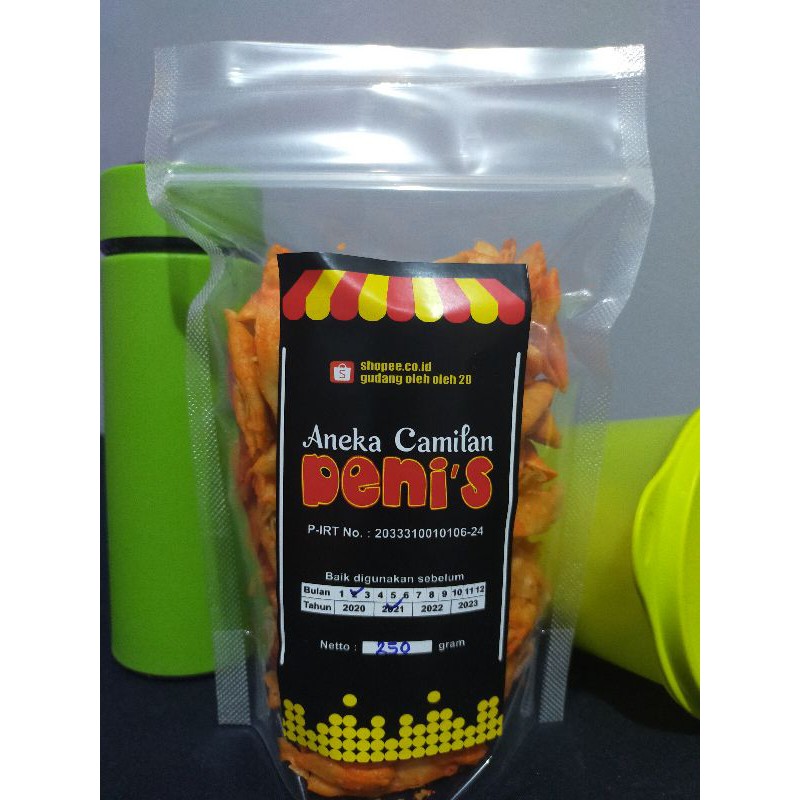 S
shopee.co.id
gudang oleh oleh 20
Aneka Camilan
Peni's
P-IRT No. : 2033310010106-24
Baik digunakan sebelum
Bulan 1 2 3 4 5 6 7 8 9 10 11 12
Tahun 2020 2021 2022 2023
Netto : 250 gram